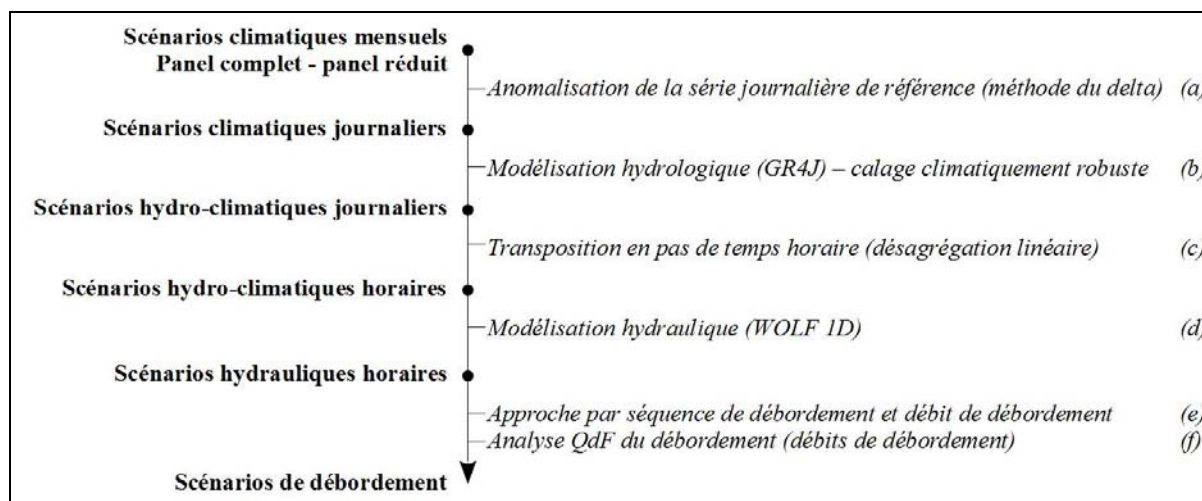 Scénarios climatiques mensuels
Panel complet - panel réduit
Anomalisation de la série journalière de référence (méthode du delta) (a)
Scénarios climatiques journaliers
Modélisation hydrologique (GR4J) – calage climatiquement robuste (b)
Scénarios hydro-climatiques journaliers
Transposition en pas de temps horaire (désagrégation linéaire) (c)
Scénarios hydro-climatiques horaires
Modélisation hydraulique (WOLF 1D) (d)
Scénarios hydrauliques horaires
Approche par séquence de débordement et débit de débordement (e)
Analyse QdF du débordement (débits de débordement) (f)
Scénarios de débordement